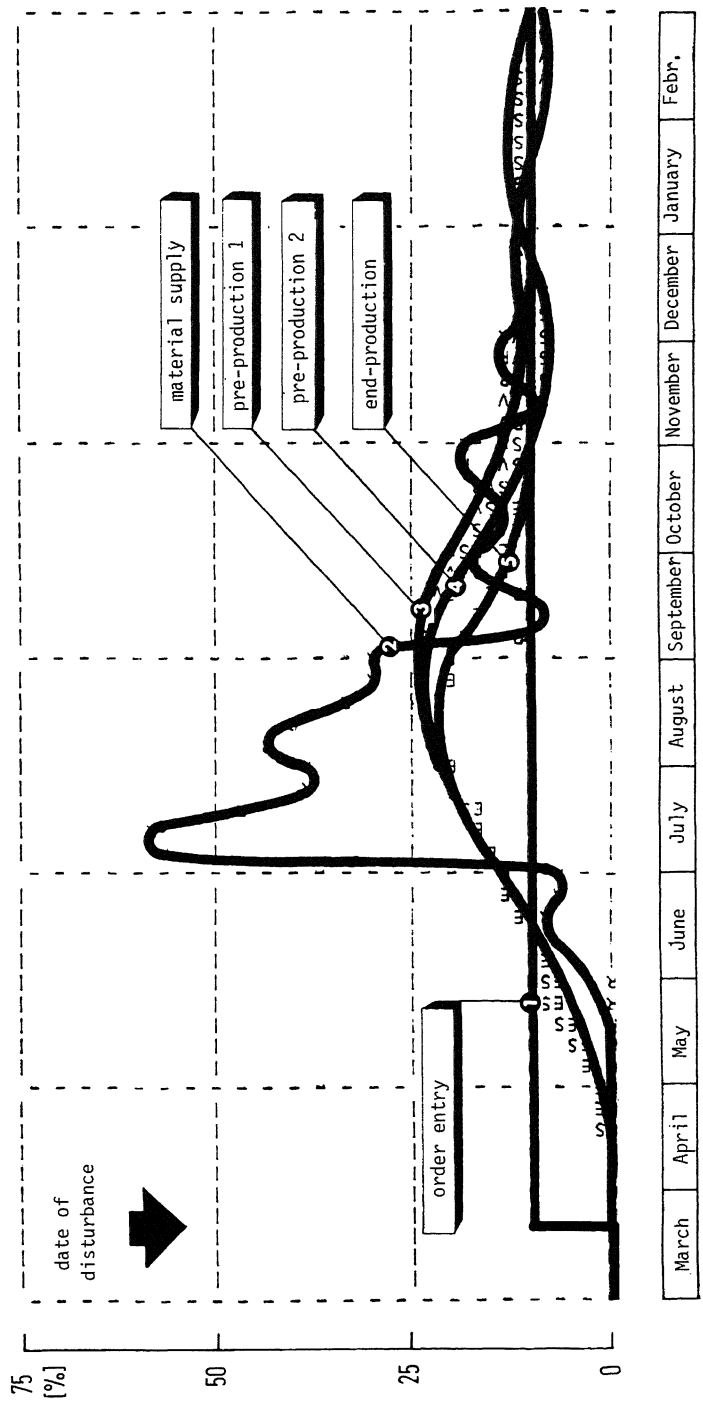 75
[%]
50
25
0
date of
disturbance
material supply
pre-production 1
pre-production 2
end-production
order entry
1
2
3
4
5
March
April
May
June
July
August
September
October
November
December
January
Febr.